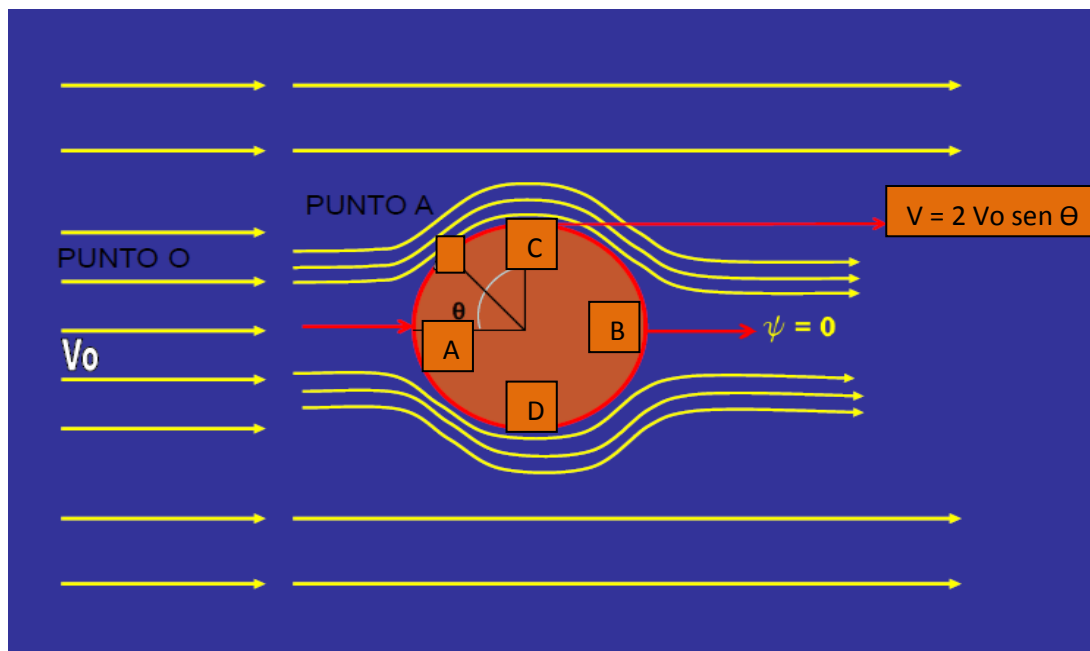 PUNTO A
C
V = 2 Vo sen Θ
PUNTO O
θ
A
B
ψ = 0
Vo
D